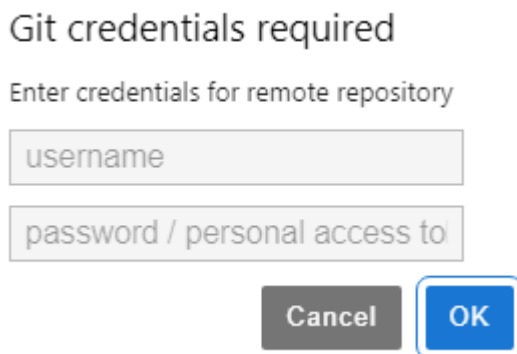 Git credentials required
Enter credentials for remote repository
username
password / personal access to
Cancel OK